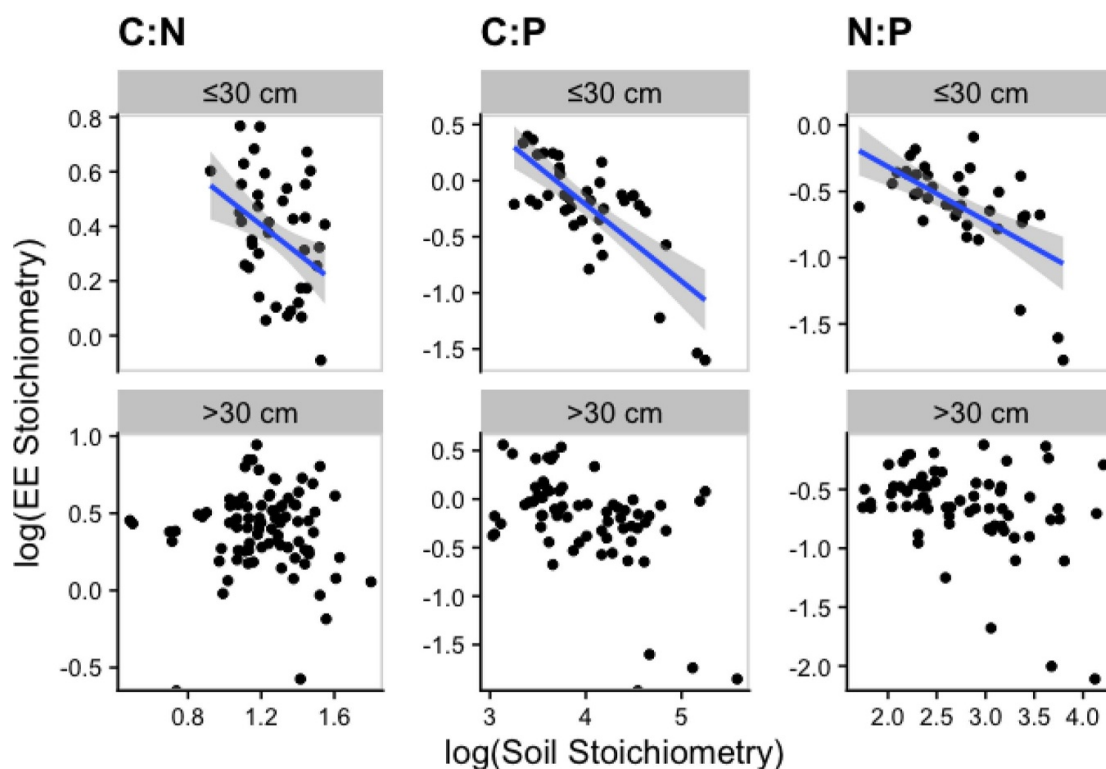 C:N C:P N:P
≤30 cm ≤30 cm ≤30 cm
0.8 0.5 0.0
0.6 0.0 -0.5
0.4 -0.5 -1.0
0.2 -1.0 -1.5
0.0 -1.5
>30 cm >30 cm >30 cm
1.0 0.5 -0.5
0.5 0.0 -1.0
0.0 -0.5 -1.5
-0.5 -1.0 -2.0
-1.5
0.8 1.2 1.6 3 4 5 2.0 2.5 3.0 3.5 4.0
log(EE Stoichiometry)
log(Soil Stoichiometry)